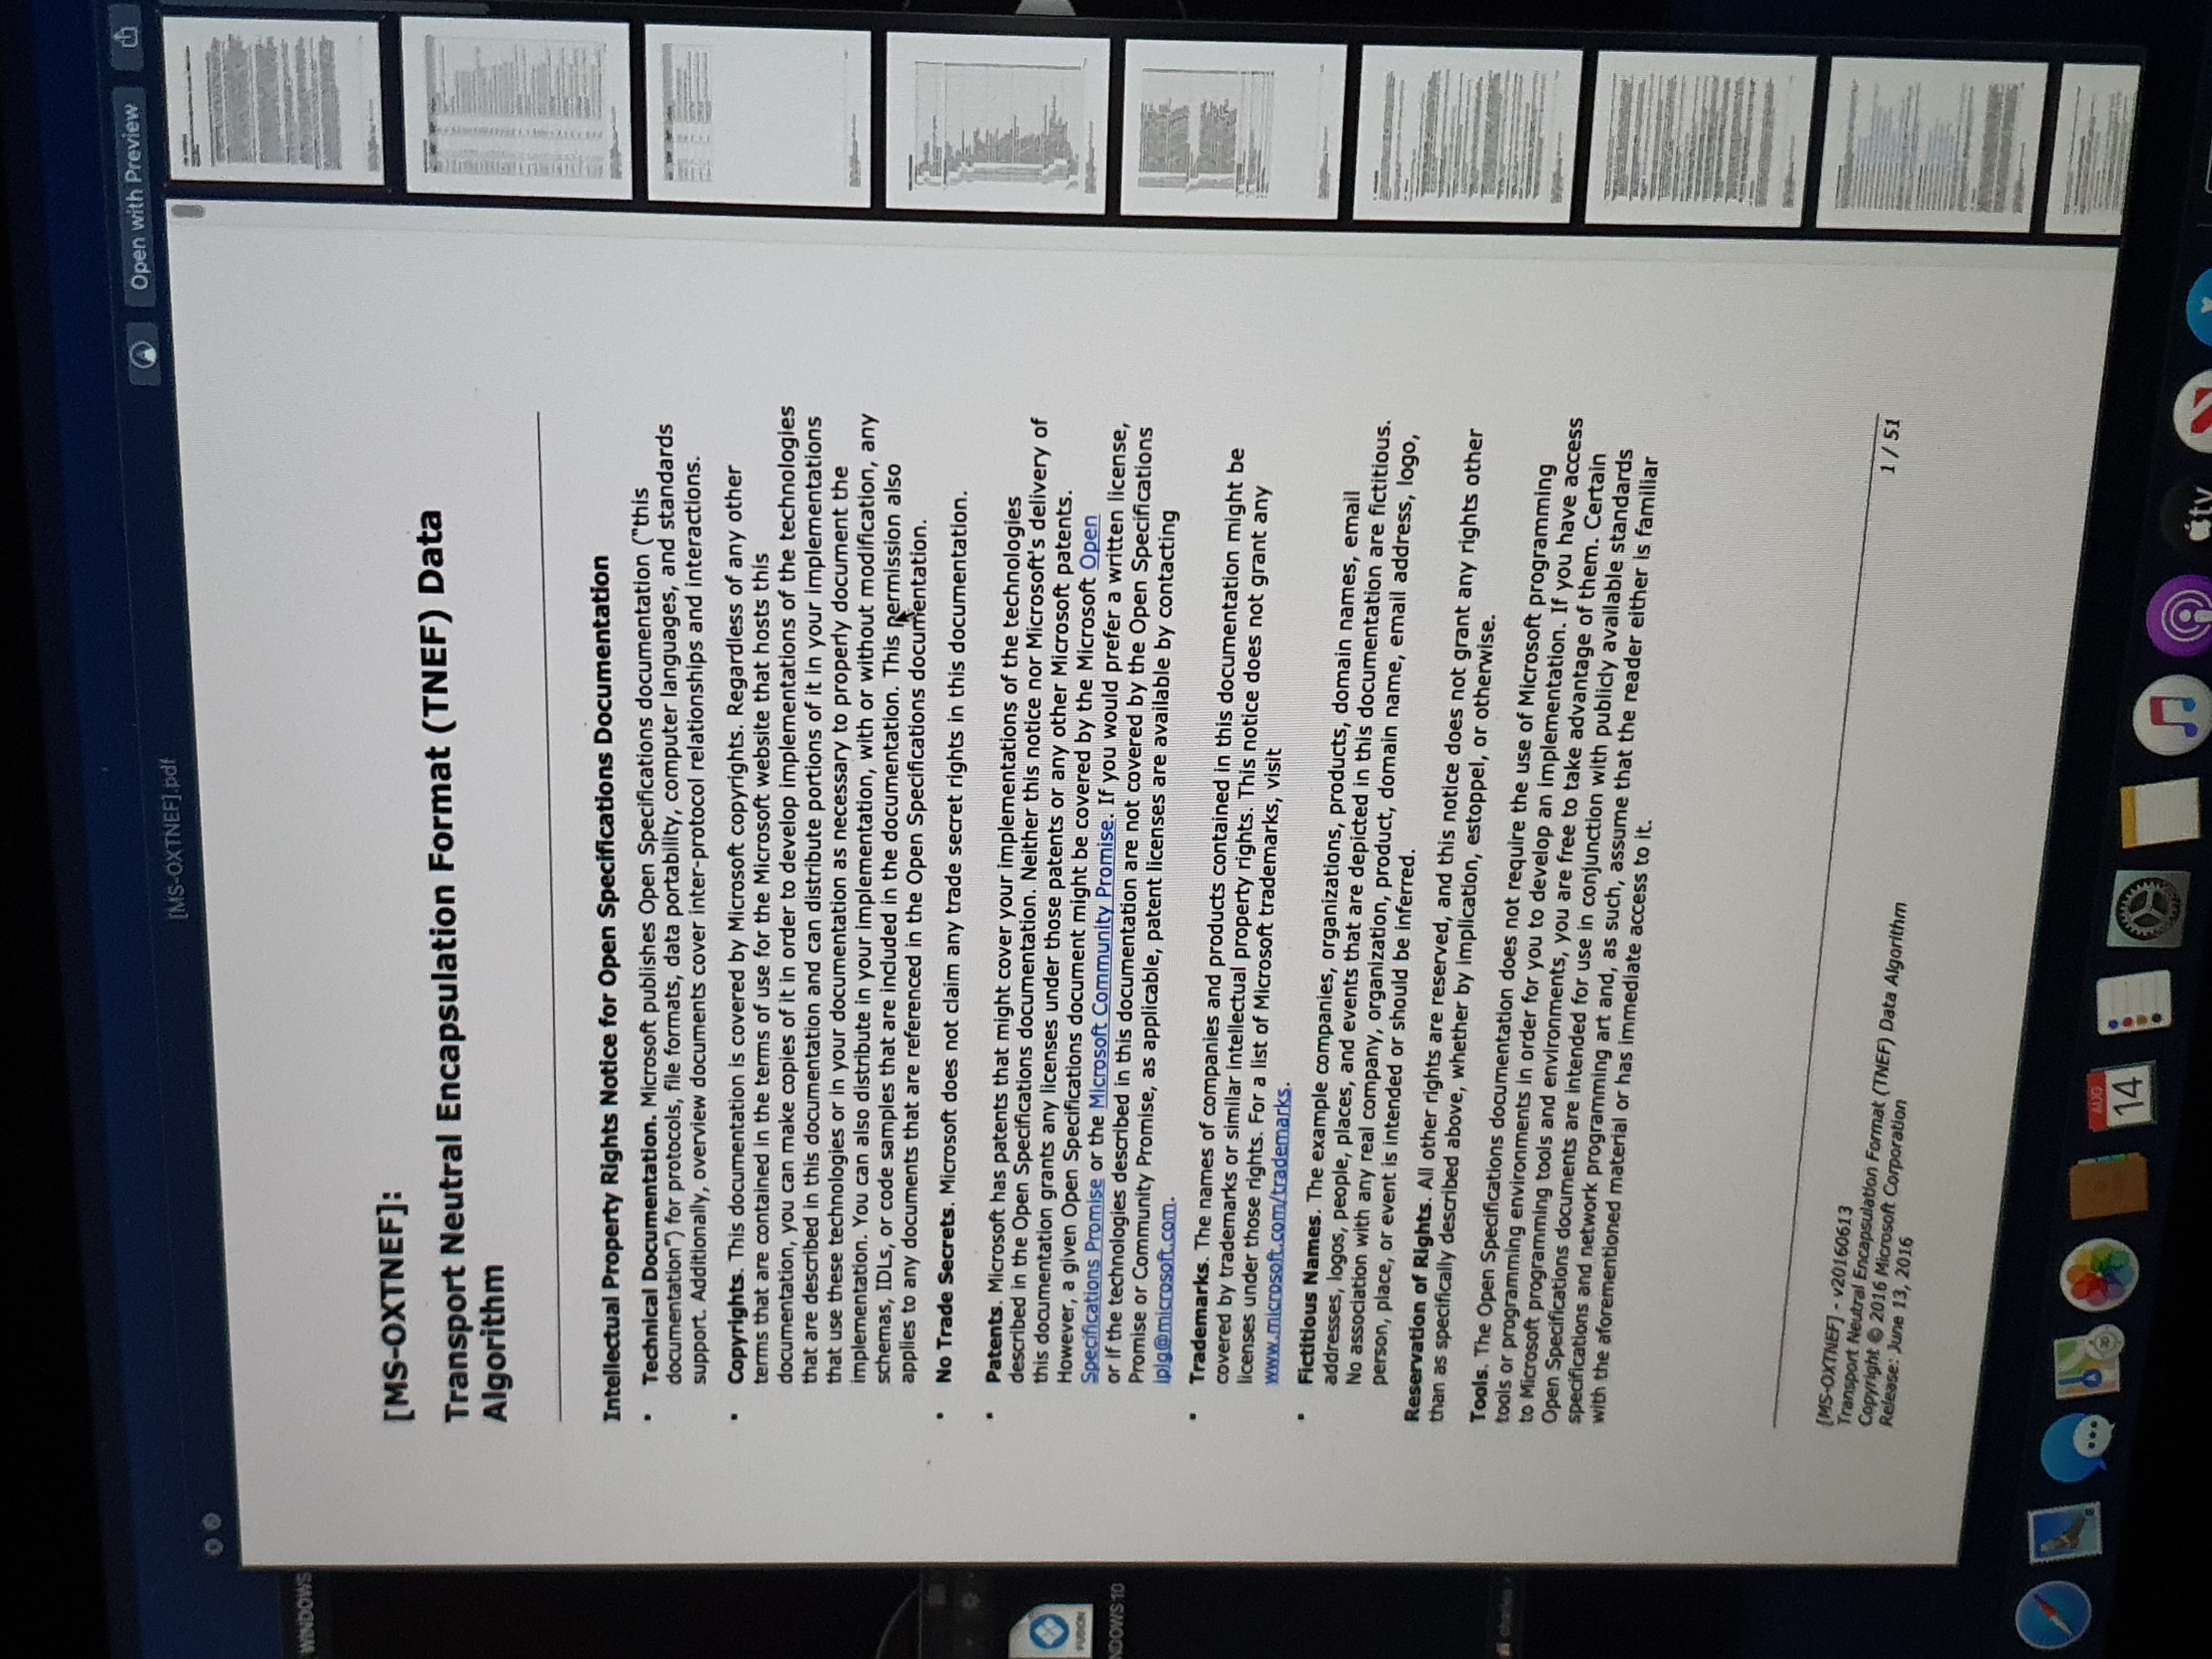 Open with Preview
[MS-OXTNEF].pdf
WINDOWS
[MS-OXTNEF]:
Transport Neutral Encapsulation Format (TNEF) Data
Algorithm
Intellectual Property Rights Notice for Open Specifications Documentation
▪ Technical Documentation. Microsoft publishes Open Specifications documentation ("this
documentation") for protocols, file formats, data portability, computer languages, and standards
support. Additionally, overview documents cover inter-protocol relationships and interactions.
▪ Copyrights. This documentation is covered by Microsoft copyrights. Regardless of any other
terms that are contained in the terms of use for the Microsoft website that hosts this
documentation, you can make copies of it in order to develop implementations of the technologies
that are described in this documentation and can distribute portions of it in your implementations
that use these technologies or in your documentation as necessary to properly document the
implementation. You can also distribute in your implementation, with or without modification, any
schemas, IDLs, or code samples that are included in the documentation. This permission also
applies to any documents that are referenced in the Open Specifications documentation.
▪ No Trade Secrets. Microsoft does not claim any trade secret rights in this documentation.
▪ Patents. Microsoft has patents that might cover your implementations of the technologies
described in the Open Specifications documentation. Neither this notice nor Microsoft's delivery of
this documentation grants any licenses under those patents or any other Microsoft patents.
However, a given Open Specifications document might be covered by the Microsoft Open
Specifications Promise or the Microsoft Community Promise. If you would prefer a written license,
or if the technologies described in this documentation are not covered by the Open Specifications
Promise or Community Promise, as applicable, patent licenses are available by contacting
iplg@microsoft.com.
▪ Trademarks. The names of companies and products contained in this documentation might be
covered by trademarks or similar intellectual property rights. This notice does not grant any
licenses under those rights. For a list of Microsoft trademarks, visit
www.microsoft.com/trademarks.
▪ Fictitious Names. The example companies, organizations, products, domain names, email
addresses, logos, people, places, and events that are depicted in this documentation are fictitious.
No association with any real company, organization, product, domain name, email address, logo,
person, place, or event is intended or should be inferred.
Reservation of Rights. All other rights are reserved, and this notice does not grant any rights other
than as specifically described above, whether by implication, estoppel, or otherwise.
Tools. The Open Specifications documentation does not require the use of Microsoft programming
tools or programming environments in order for you to develop an implementation. If you have access
to Microsoft programming tools and environments, you are free to take advantage of them. Certain
Open Specifications documents are intended for use in conjunction with publicly available standards
specifications and network programming art and, as such, assume that the reader either is familiar
with the aforementioned material or has immediate access to it.
[MS-OXTNEF] - v20160613
Transport Neutral Encapsulation Format (TNEF) Data Algorithm
Copyright © 2016 Microsoft Corporation
Release: June 13, 2016
1 / 51
FUSION
NDOWS 10
charles
AUG
14
tv